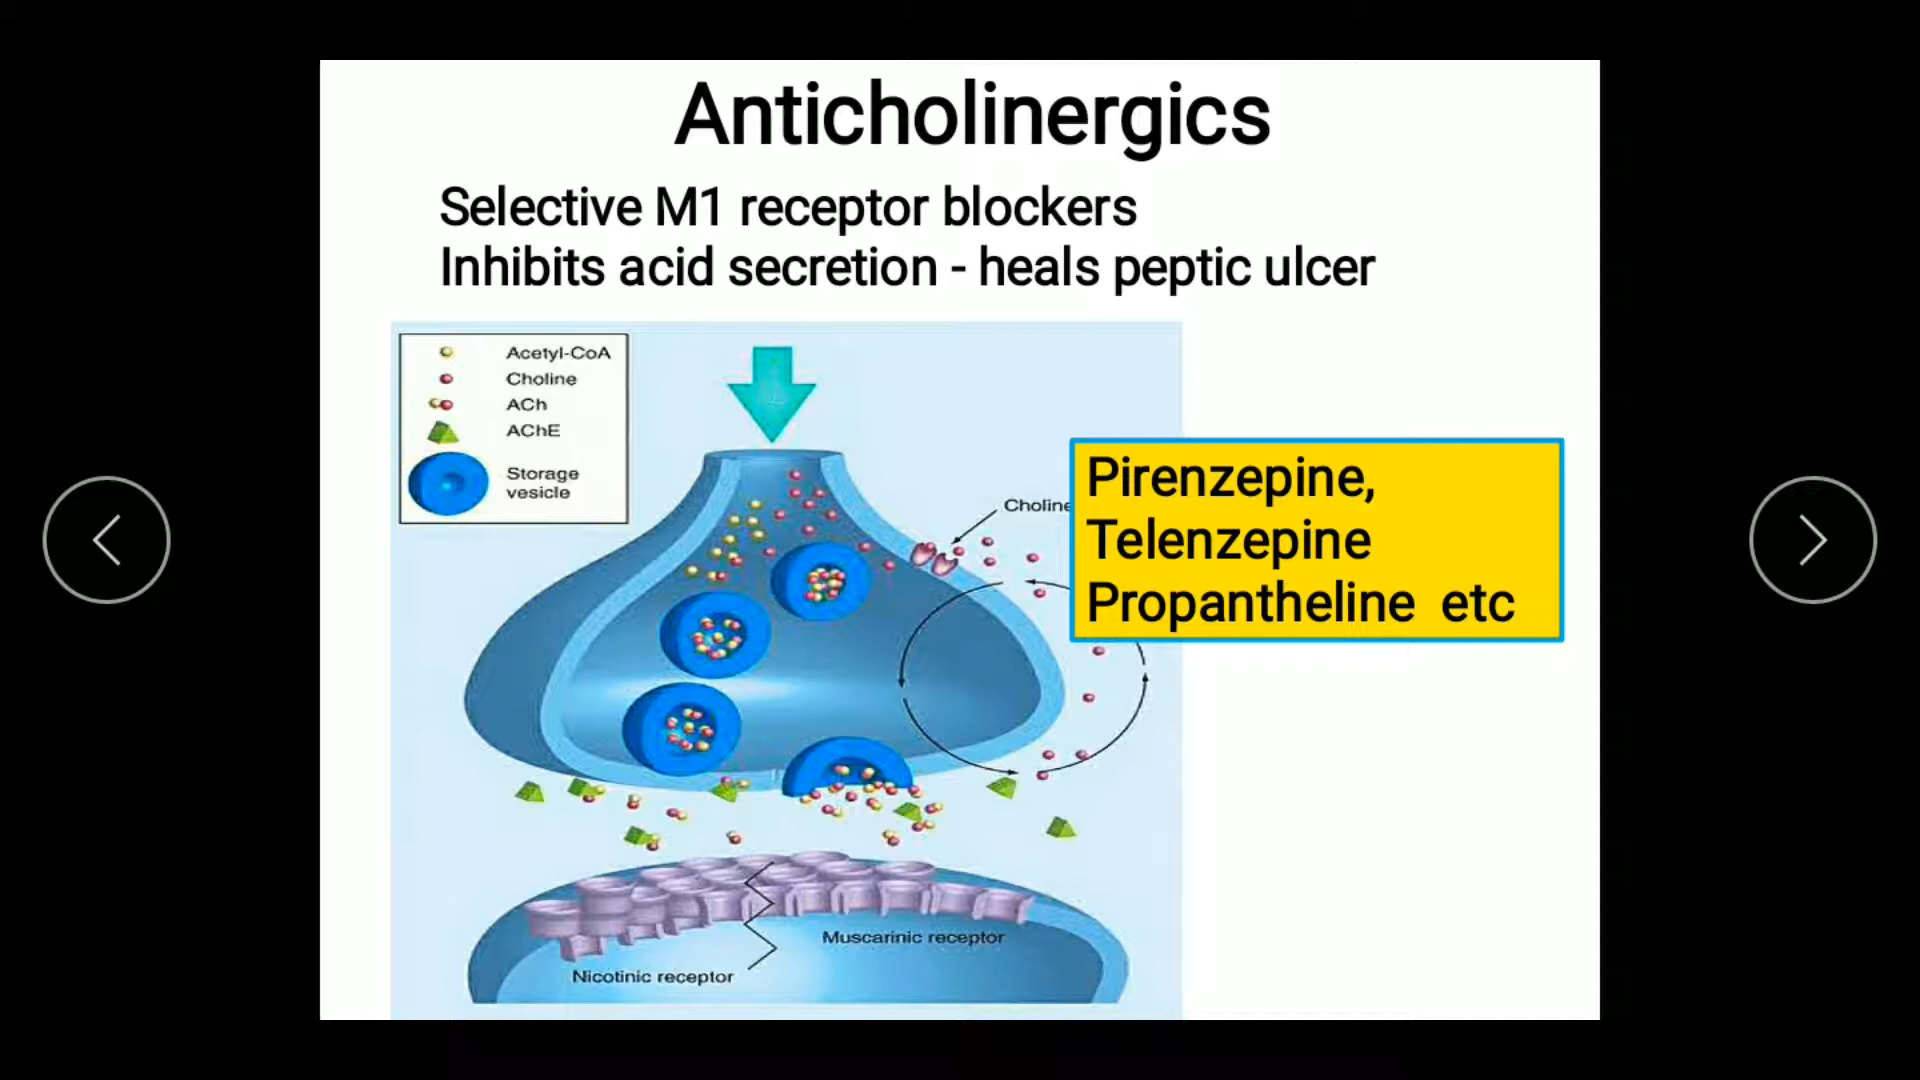 Anticholinergics
Selective M1 receptor blockers
Inhibits acid secretion - heals peptic ulcer
Acetyl-CoA
Choline
ACh
AChE
Storage
vesicle
Choline
Pirenzepine,
Telenzepine
Propantheline etc
Muscarinic receptor
Nicotinic receptor